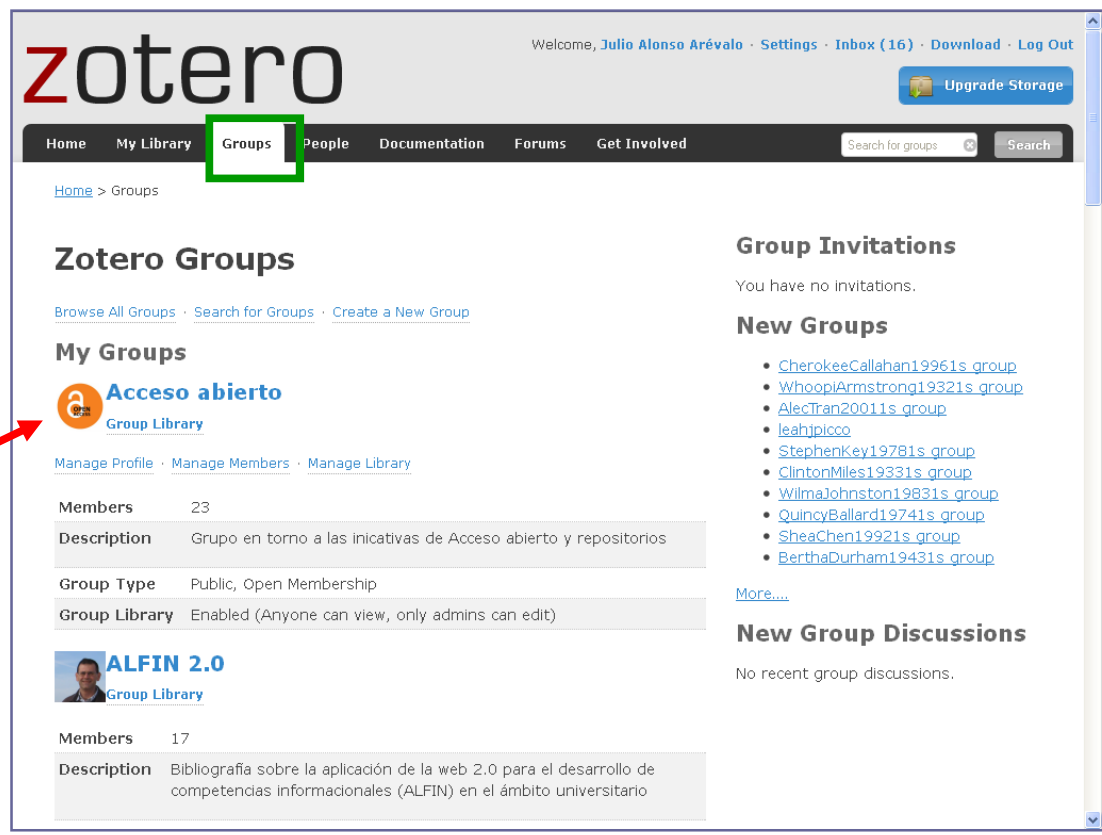 zotero
Welcome, Julio Alonso Arévalo · Settings · Inbox (16) · Download · Log Out
Upgrade Storage
Home My Library Groups People Documentation Forums Get Involved
Search for groups Search
Home > Groups
Zotero Groups
Browse All Groups · Search for Groups · Create a New Group
My Groups
a
OPEN
ACCESS
Acceso abierto
Group Library
Manage Profile · Manage Members · Manage Library
Members 23
Description Grupo en torno a las inicativas de Acceso abierto y repositorios
Group Type Public, Open Membership
Group Library Enabled (Anyone can view, only admins can edit)
ALFIN 2.0
Group Library
Members 17
Description Bibliografía sobre la aplicación de la web 2.0 para el desarrollo de
competencias informacionales (ALFIN) en el ámbito universitario
Group Invitations
You have no invitations.
New Groups
• CherokeeCallahan19961s group
• WhoopiArmstrong19321s group
• AlecTran20011s group
• leahjpicco
• StephenKey19781s group
• ClintonMiles19331s group
• WilmaJohnston19831s group
• QuincyBallard19741s group
• SheaChen19921s group
• BerthaDurham19431s group
More....
New Group Discussions
No recent group discussions.